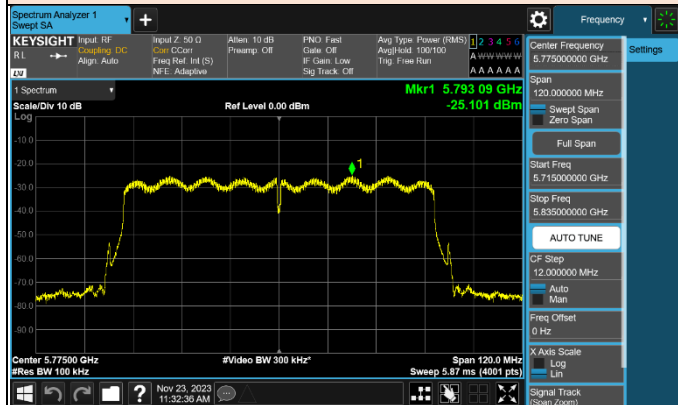 Spectrum Analyzer 1
Swept SA
+
Frequency
KEYSIGHT
Input: RF
Input Z: 50 Ω
Atten: 10 dB
PNO: Fast
Avg Type: Power (RMS)
1 2 3 4 5 6
R L
Coupling: DC
Corr CCorr
Preamp: Off
Gate: Off
Avg|Hold: 100/100
A W W W W W
Align: Auto
Freq Ref: Int (S)
IF Gain: Low
Trig: Free Run
LXI
NFE: Adaptive
Sig Track: Off
A A A A A A
1 Spectrum
Mkr1 5.793 09 GHz
Scale/Div 10 dB
Ref Level 0.00 dBm
-25.101 dBm
Log
-10.0
-20.0
-30.0
-40.0
-50.0
-60.0
-70.0
-80.0
-90.0
1
Center 5.77500 GHz
#Video BW 300 kHz*
Span 120.0 MHz
#Res BW 100 kHz
Sweep 5.87 ms (4001 pts)
?
Nov 23, 2023
11:32:36 AM
Settings
Center Frequency
5.775000000 GHz
Span
120.000000 MHz
Swept Span
Zero Span
Full Span
Start Freq
5.715000000 GHz
Stop Freq
5.835000000 GHz
AUTO TUNE
CF Step
12.000000 MHz
Auto
Man
Freq Offset
0 Hz
X Axis Scale
Log
Lin
Signal Track
(Span Zoom)